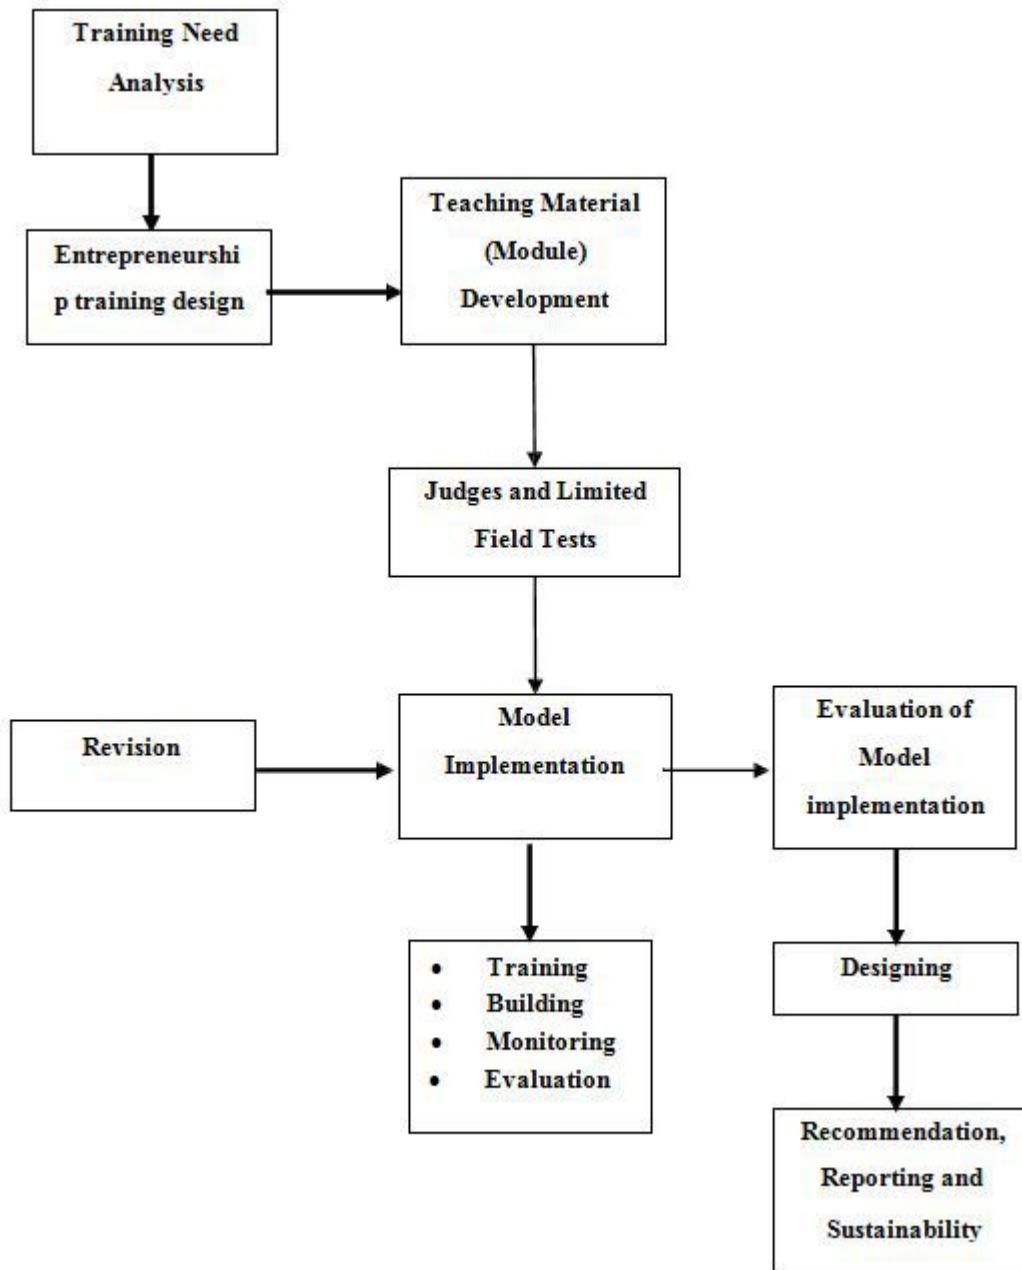 Training Need
Analysis
Entrepreneurshi
p training design
Teaching Material
(Module)
Development
Judges and Limited
Field Tests
Revision
Model
Implementation
Evaluation of
Model
implementation
• Training
• Building
• Monitoring
• Evaluation
Designing
Recommendation,
Reporting and
Sustainability